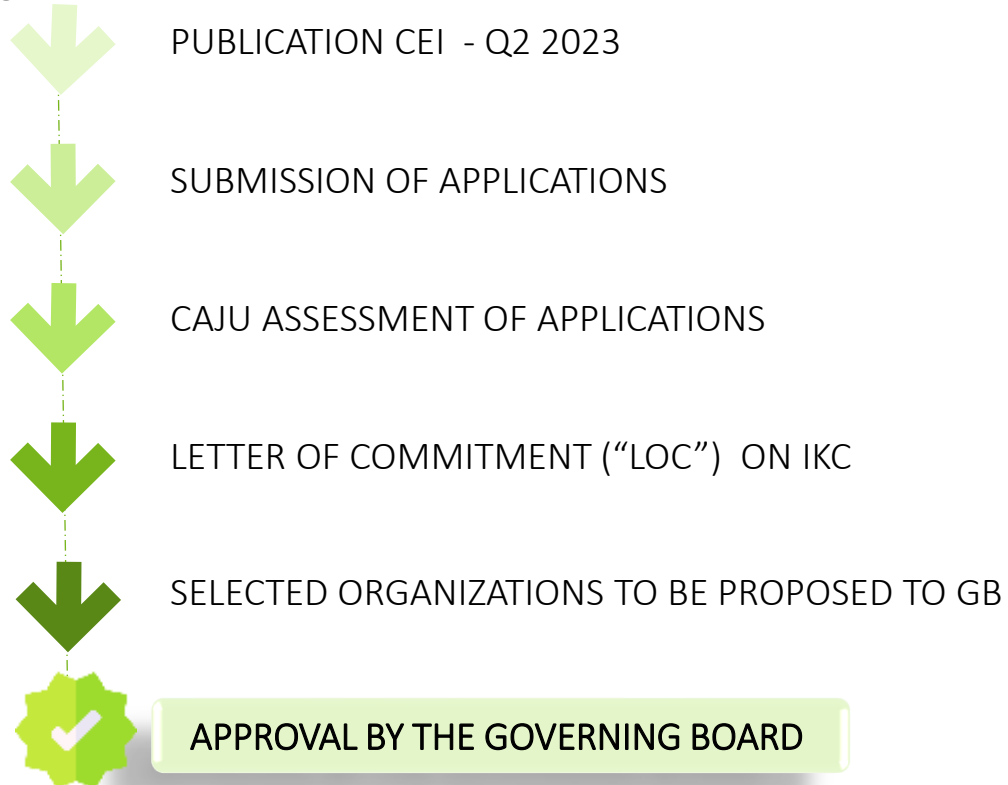 PUBLICATION CEI - Q2 2023
SUBMISSION OF APPLICATIONS
CAJU ASSESSMENT OF APPLICATIONS
LETTER OF COMMITMENT (“LOC”) ON IKC
SELECTED ORGANIZATIONS TO BE PROPOSED TO GB
APPROVAL BY THE GOVERNING BOARD